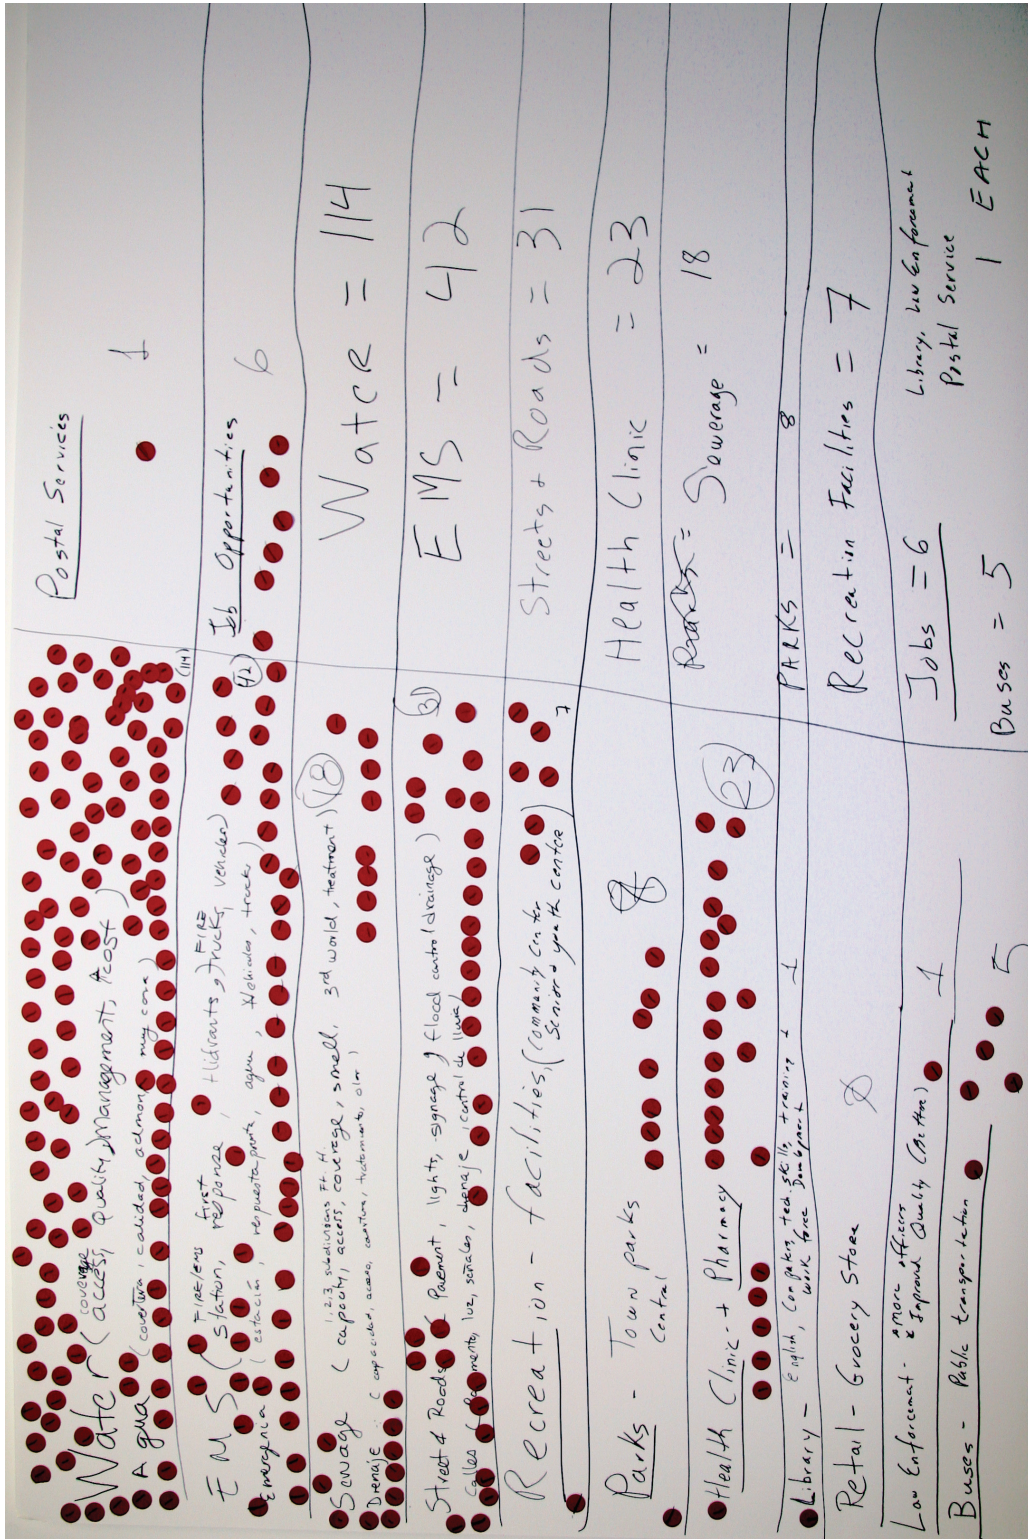 Water (access, coverage quality, management, cost)
Agua (covertura, calidad, admon, muy cara)
(114)
Postal Services
1
EMS (FIRE/EMS Station, first response, Hidrants, FIRE trucks, vehicles)
Emergencia (estación, respuesta pronta, agua, Vehiculos, trucks)
(42)
Job Opportunities
6
1, 2, 3, subdivisions Ft. H.
Sewage (capacity, access, coverage, small, 3rd world, treatment) (18)
Drenaje: (capacidad, acceso, covertura, tratamiento, olor,
Water = 114
Street & Roads (Pavement, lights, signage, flood control drainage) (31)
Calles (Pavimento, luz, señales, drenaje, control de lluvia)
EMS = 42
Recreation - facilities, (community center
Senior & youth center) 7
Streets + Roads = 31
Parks - Town parks
Central
8
Health Clinic = 23
Health Clinic + Pharmacy
(23)
Parks = Sewerage = 18
Library - English, Computers, tech. skills, training +
work force Development 1
PARKS = 8
Retail - Grocery Store Ø
Recreation Facilities = 7
Law Enforcement - * more officers
* Improved Quality (better) 1
Jobs = 6
Library, Law Enforcement
Postal Service
1 EACH
Buses - Public transportation 5
Buses = 5